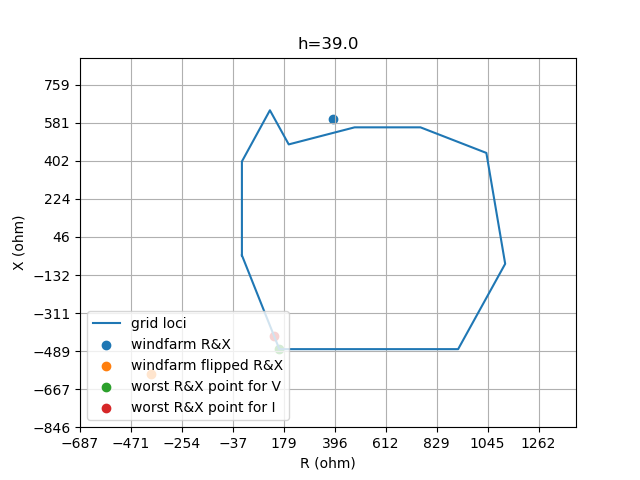 h=39.0
759
581
402
224
46
−132
−311
−489
−667
−846
X (ohm)
grid loci
windfarm R&X
windfarm flipped R&X
worst R&X point for V
worst R&X point for I
−687 −471 −254 −37 179 396 612 829 1045 1262
R (ohm)